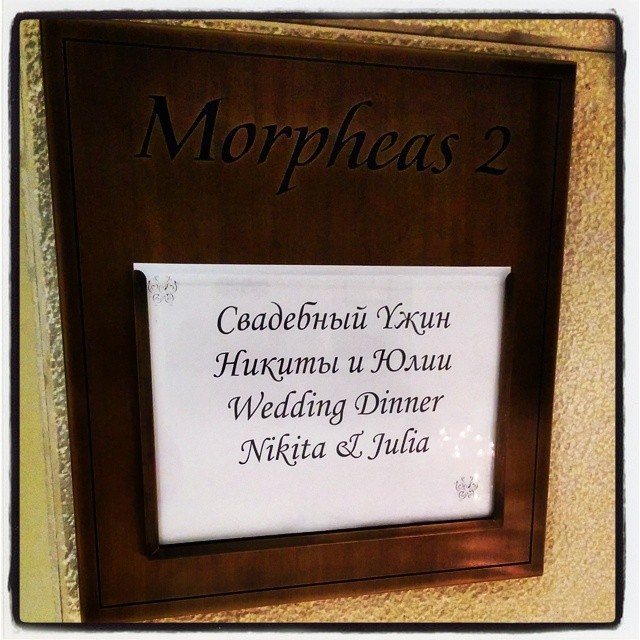 Morpheas 2
Свадебный Ужин
Никиты и Юлии
Wedding Dinner
Nikita & Julia